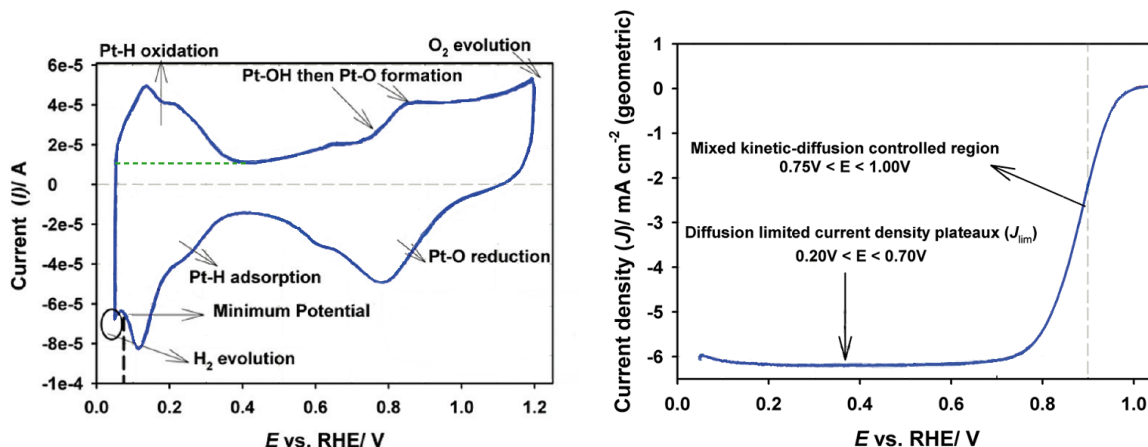 Pt-H oxidation
O₂ evolution
6e-5
Pt-OH then Pt-O formation
4e-5
2e-5
0
-2e-5
-4e-5
-6e-5
-8e-5
-1e-4
Current (I)/ A
Pt-H adsorption
Pt-O reduction
Minimum Potential
H₂ evolution
0.0 0.2 0.4 0.6 0.8 1.0 1.2
E vs. RHE/ V
Current density (J)/ mA cm⁻² (geometric)
1
0
-1
-2
-3
-4
-5
-6
Mixed kinetic-diffusion controlled region
0.75V < E < 1.00V
Diffusion limited current density plateaux (J_lim)
0.20V < E < 0.70V
0.0 0.2 0.4 0.6 0.8 1.0
E vs. RHE/ V